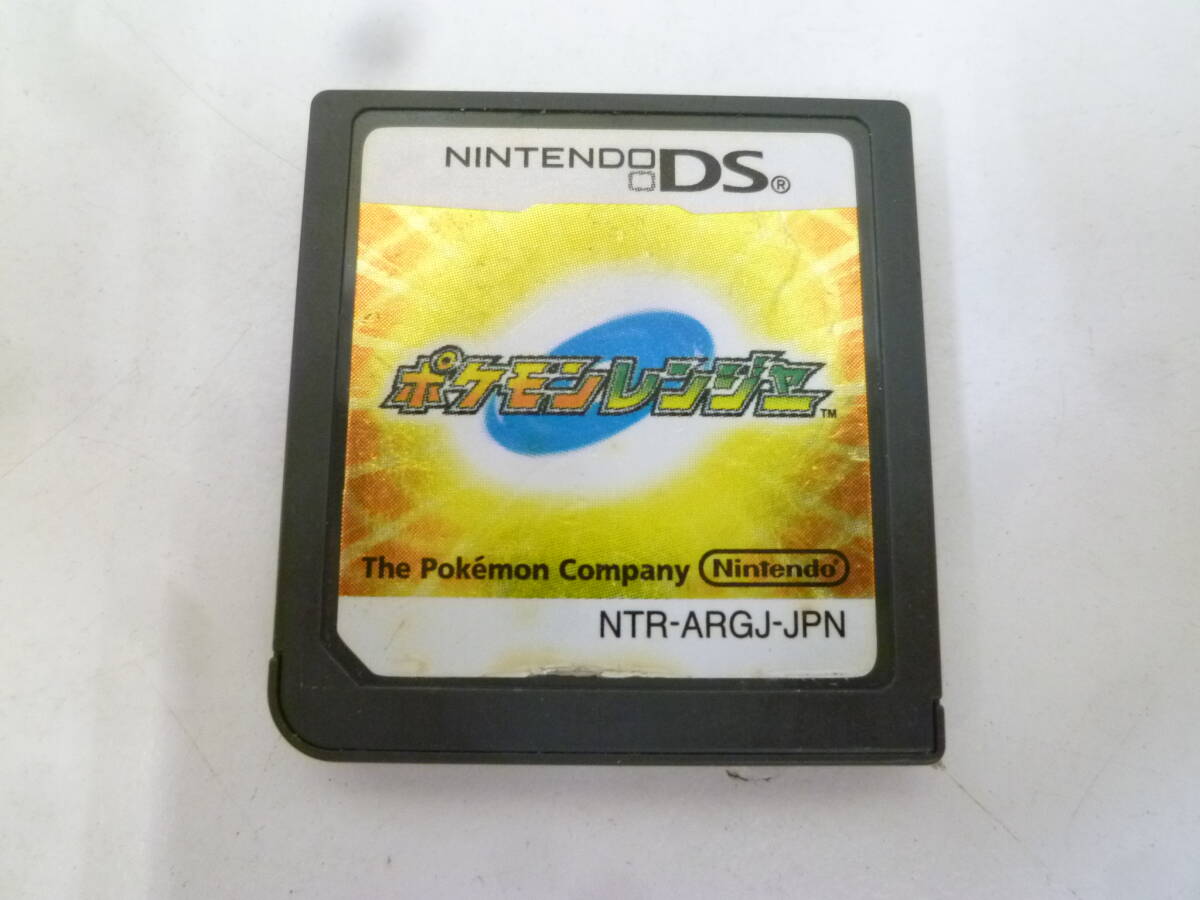 NINTENDO DS®
ポケモンレンジャー™
The Pokémon Company Nintendo®
NTR-ARGJ-JPN